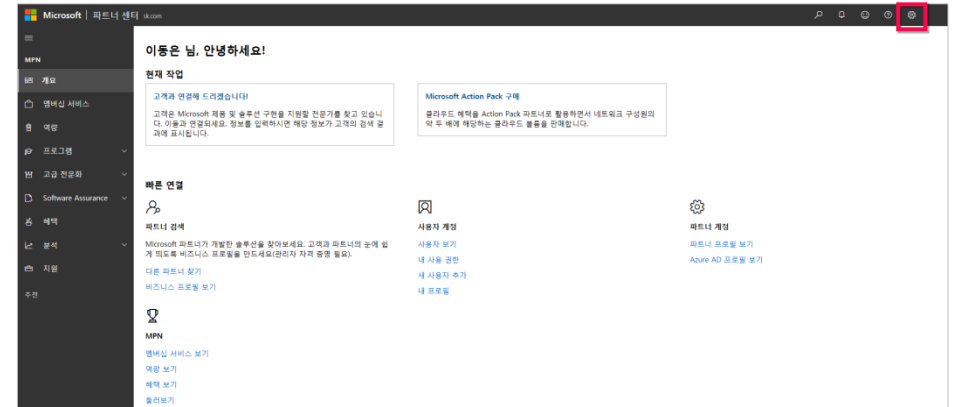 Microsoft | 파트너 센터 sk.com
MPN
개요
멤버십 서비스
역량
프로그램
고급 전문화
Software Assurance
혜택
분석
지원
추천
이동은 님, 안녕하세요!
현재 작업
고객과 연결해 드리겠습니다!
고객은 Microsoft 제품 및 솔루션 구현을 지원할 전문가를 찾고 있습니
다. 이들과 연결되세요. 정보를 입력하시면 해당 정보가 고객의 검색 결
과에 표시됩니다.
Microsoft Action Pack 구매
클라우드 혜택을 Action Pack 파트너로 활용하면서 네트워크 구성원의
약 두 배에 해당하는 클라우드 볼륨을 판매합니다.
빠른 연결
파트너 검색
Microsoft 파트너가 개발한 솔루션을 찾아보세요. 고객과 파트너의 눈에 쉽
게 띄도록 비즈니스 프로필을 만드세요(관리자 자격 증명 필요).
다른 파트너 찾기
비즈니스 프로필 보기
사용자 계정
사용자 보기
내 사용 권한
새 사용자 추가
내 프로필
파트너 계정
파트너 프로필 보기
Azure AD 프로필 보기
MPN
멤버십 서비스 보기
역량 보기
혜택 보기
둘러보기